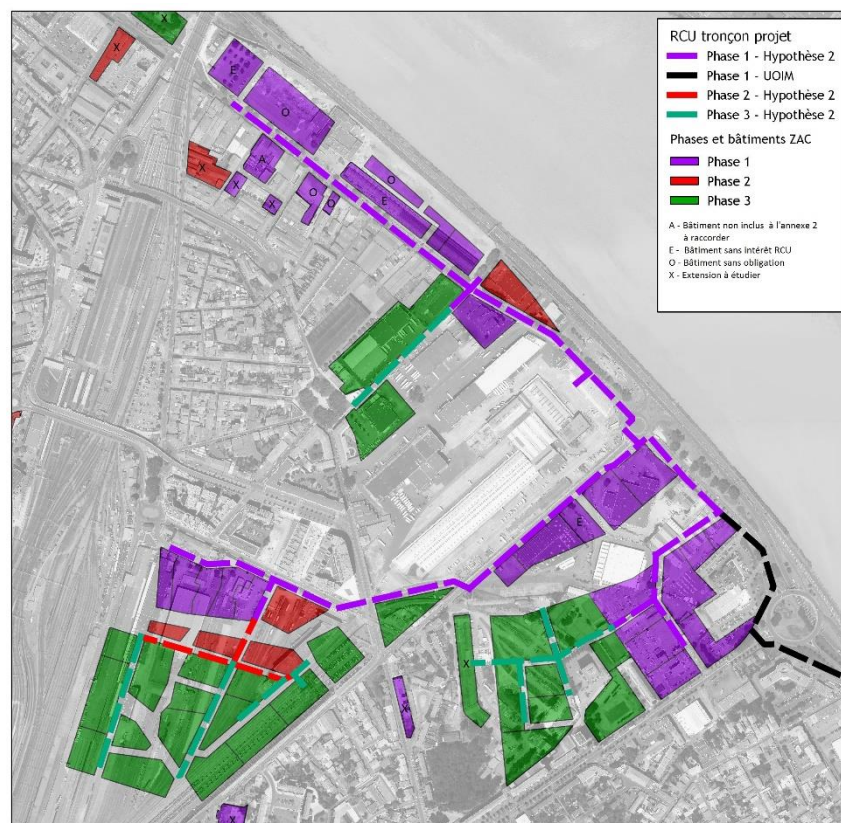 RCU tronçon projet
Phase 1 - Hypothèse 2
Phase 1 - UOIM
Phase 2 - Hypothèse 2
Phase 3 - Hypothèse 2
Phases et bâtiments ZAC
Phase 1
Phase 2
Phase 3
A - Bâtiment non inclus à l'annexe 2
à raccorder
E - Bâtiment sans intérêt RCU
O - Bâtiment sans obligation
X - Extension à étudier
X
X
E
O
A
X
X
X
O
O
O
E
E
X
X
X